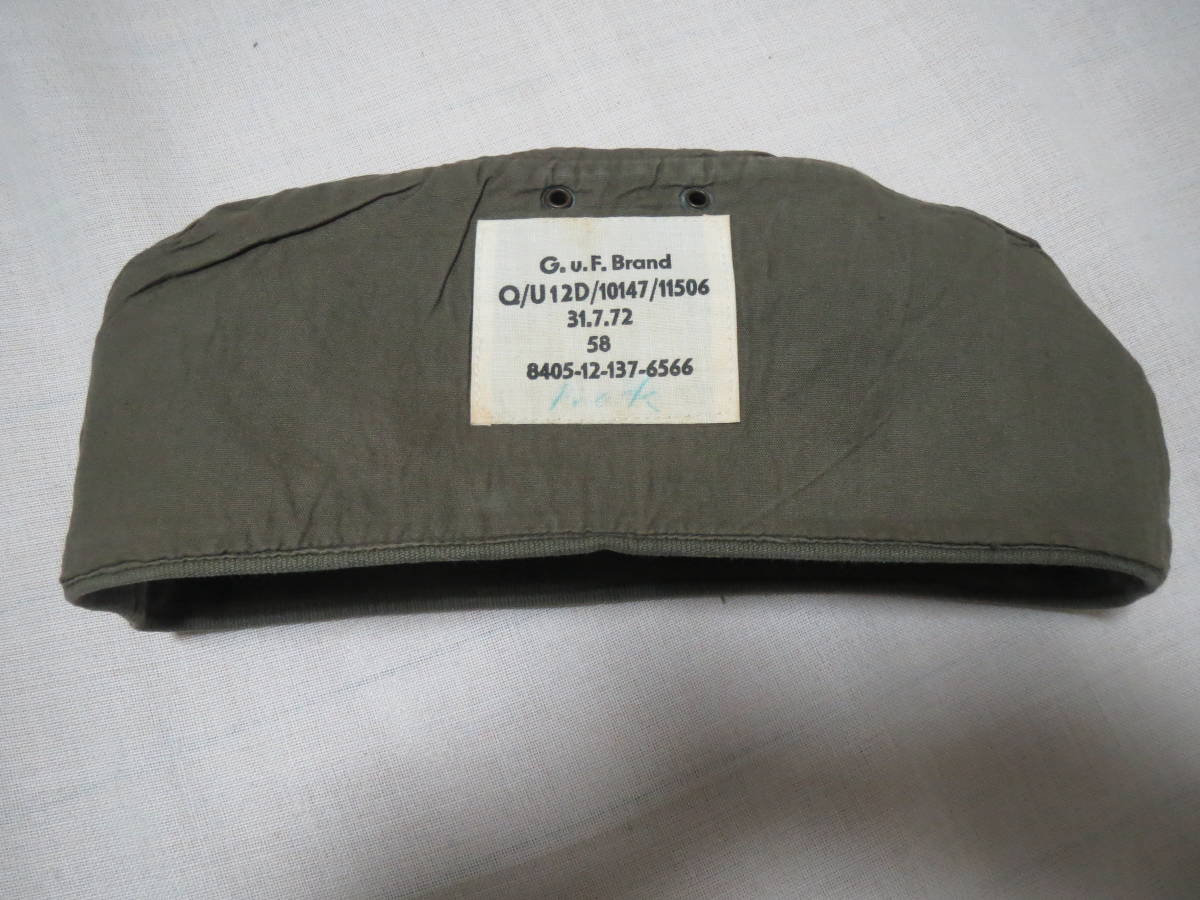 G. u. F. Brand
Q/U12D/10147/11506
31.7.72
58
8405-12-137-6566